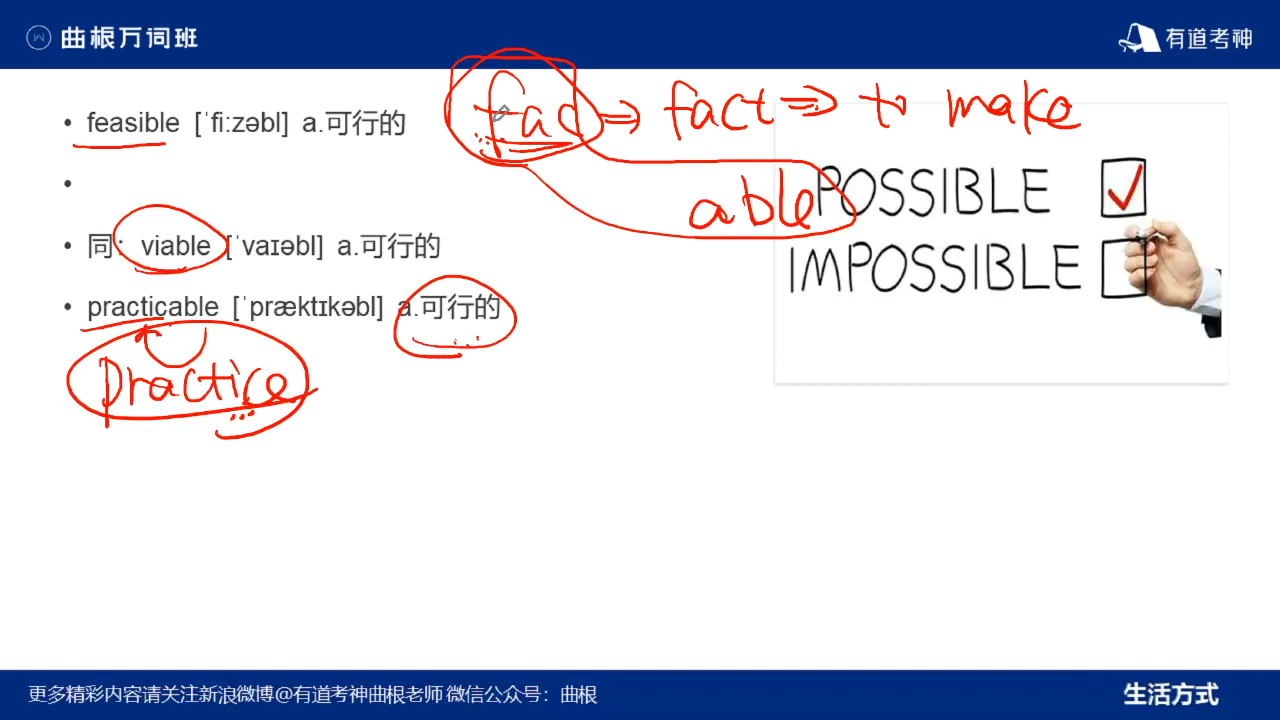 曲根万词班
有道考神
fac ⇒ fact ⇒ to make
• feasible [ˈfiːzəbl] a.可行的
•
able
POSSIBLE
• 同：viable [ˈvaɪəbl] a.可行的
IMPOSSIBLE
• practicable [ˈpræktɪkəbl] a.可行的
practice
更多精彩内容请关注新浪微博@有道考神曲根老师 微信公众号：曲根
生活方式